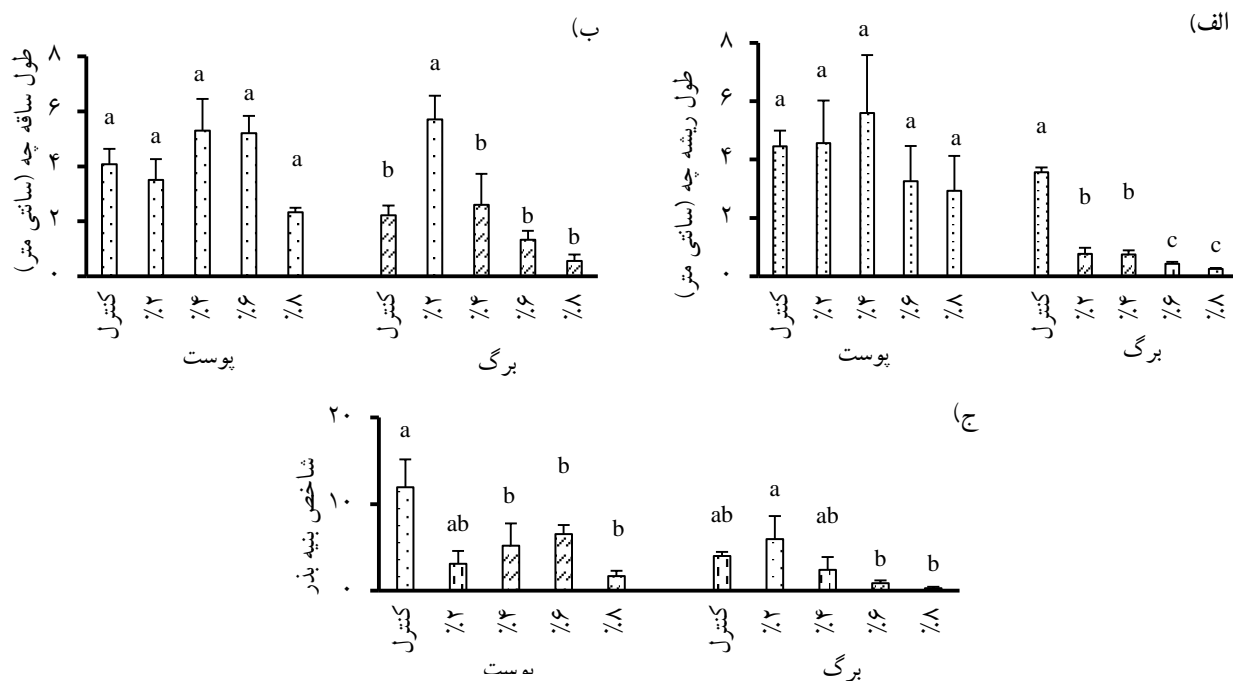 الف)
طول ریشه چه (سانتی متر)
۸
۶
۴
۲
۰
a a a a a a b b c c
کنترل ٪۲ ٪۴ ٪۶ ٪۸ کنترل ٪۲ ٪۴ ٪۶ ٪۸
پوست برگ
ب)
طول ساقه چه (سانتی متر)
۸
۶
۴
۲
۰
a a a a a b a b b b
کنترل ٪۲ ٪۴ ٪۶ ٪۸ کنترل ٪۲ ٪۴ ٪۶ ٪۸
پوست برگ
ج)
شاخص بنیه بذر
۲۰
۱۰
۰
a ab b b b ab a ab b b
کنترل ٪۲ ٪۴ ٪۶ ٪۸ کنترل ٪۲ ٪۴ ٪۶ ٪۸
پوست برگ